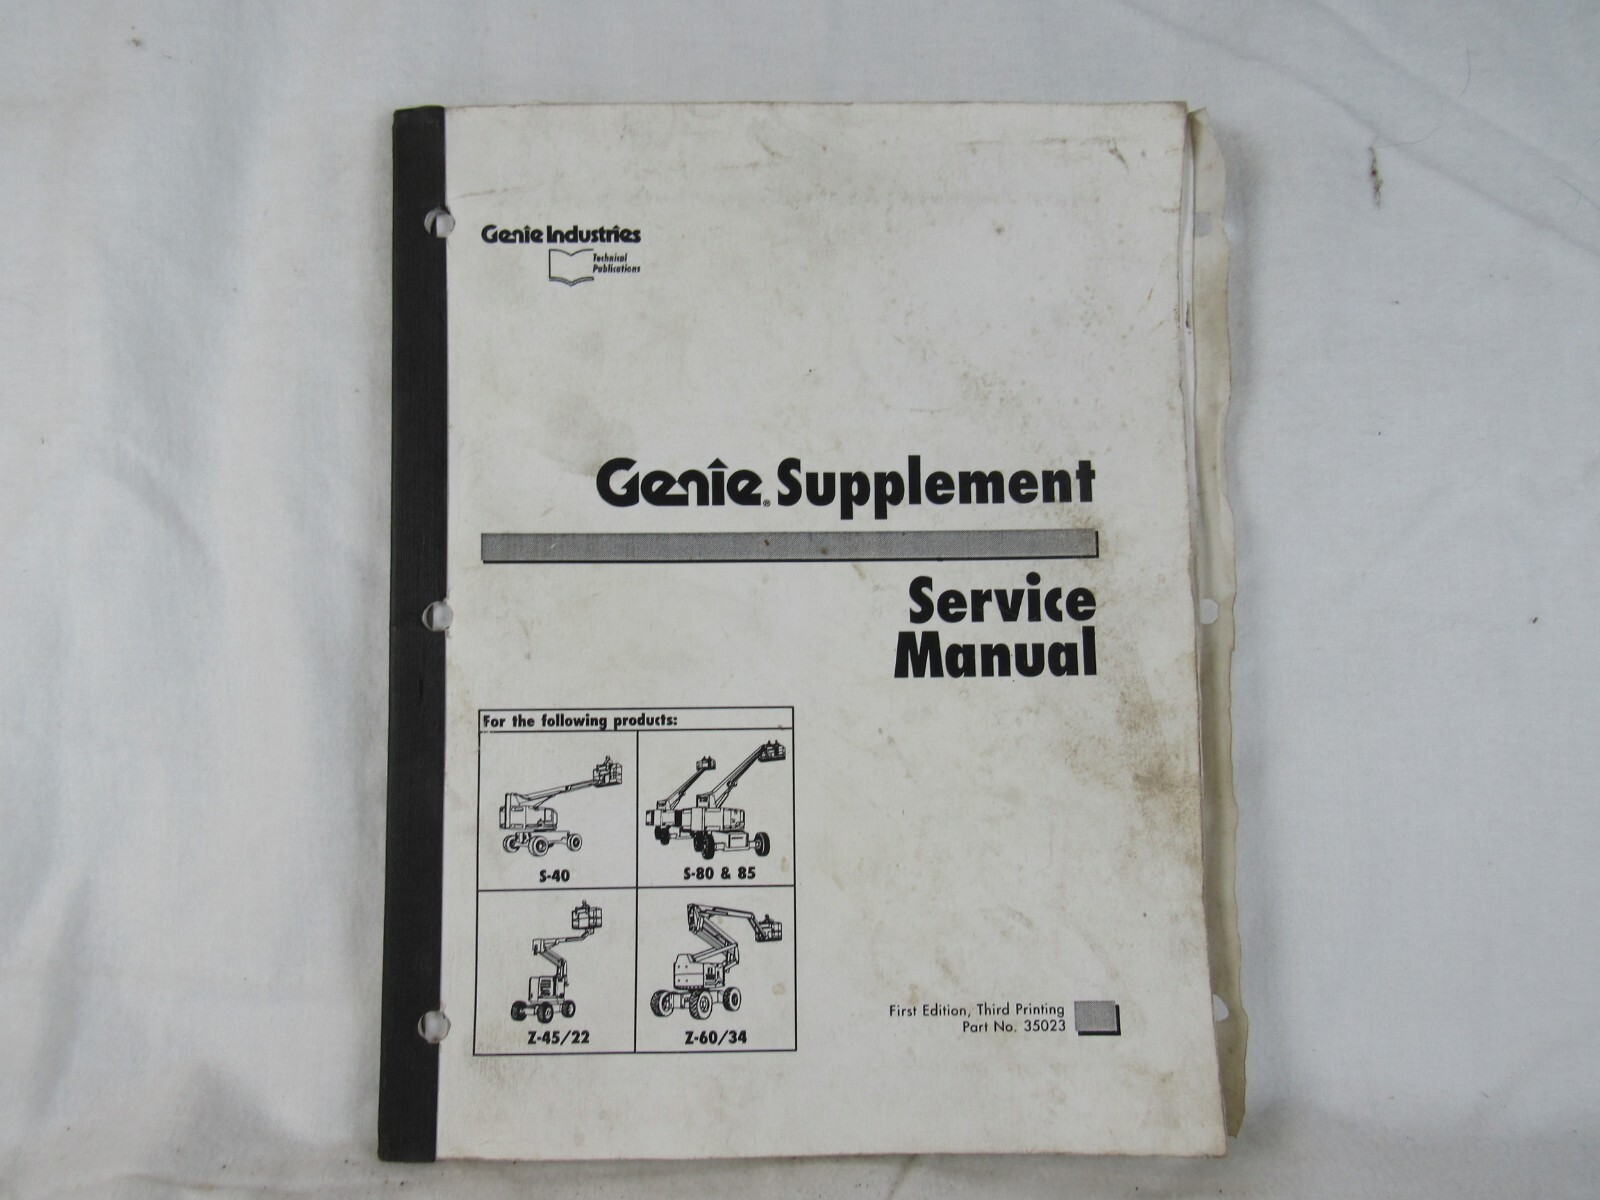 Genie Industries
Technical
Publications
Genie® Supplement
Service
Manual
For the following products:
S-40
S-80 & 85
Z-45/22
Z-60/34
First Edition, Third Printing
Part No. 35023